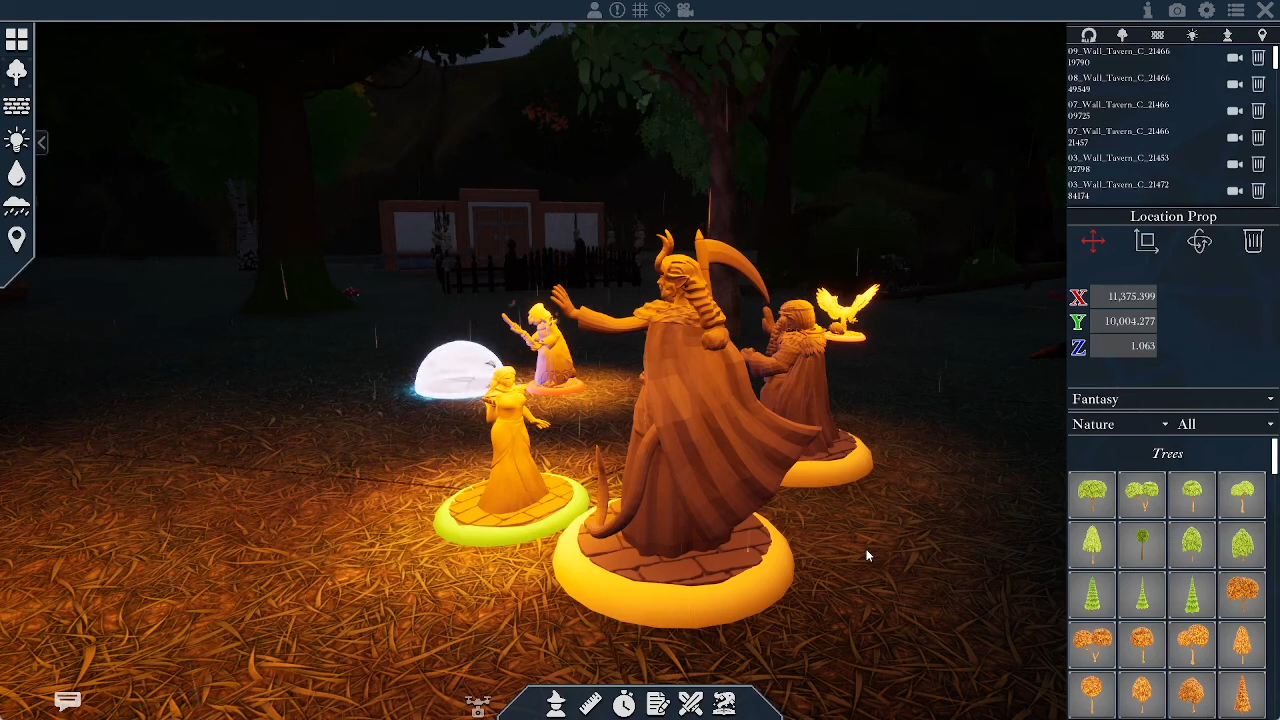 09_Wall_Tavern_C_21466
19790
08_Wall_Tavern_C_21466
49549
07_Wall_Tavern_C_21466
09725
07_Wall_Tavern_C_21466
21457
03_Wall_Tavern_C_21453
92798
03_Wall_Tavern_C_21472
84174
Location Prop
X 11,375.399
Y 10,004.277
Z 1.063
Fantasy
Nature All
Trees